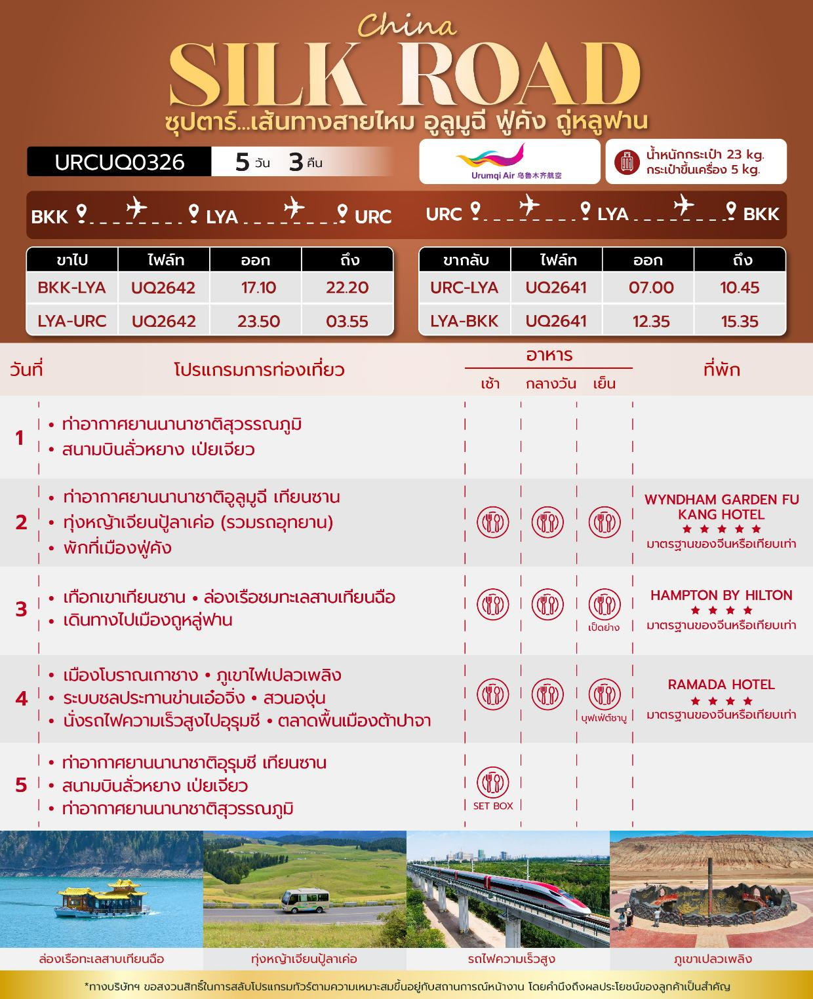 China
SILK ROAD
ซุปตาร์...เส้นทางสายไหม อูลูมูฉี ฟู่คัง ถู่หลูฟาน
URCUQ0326 5 วัน 3 คืน
Urumqi Air 乌鲁木齐航空
น้ำหนักกระเป๋า 23 kg.
กระเป๋าขึ้นเครื่อง 5 kg.
BKK LYA URC
URC LYA BKK
ขาไป ไฟล์ท ออก ถึง
BKK-LYA UQ2642 17.10 22.20
LYA-URC UQ2642 23.50 03.55
ขากลับ ไฟล์ท ออก ถึง
URC-LYA UQ2641 07.00 10.45
LYA-BKK UQ2641 12.35 15.35
วันที่ โปรแกรมการท่องเที่ยว อาหาร ที่พัก
เช้า กลางวัน เย็น
1
• ท่าอากาศยานนานาชาติสุวรรณภูมิ
• สนามบินลั่วหยาง เป่ยเจียว
2
• ท่าอากาศยานนานาชาติอูลูมูฉี เทียนซาน
• ทุ่งหญ้าเจียนปู้ลาเค่อ (รวมรถอุทยาน)
• พักที่เมืองฟู่คัง
WYNDHAM GARDEN FU
KANG HOTEL
★ ★ ★ ★ ★
มาตรฐานของจีนหรือเทียบเท่า
3
• เทือกเขาเทียนซาน • ล่องเรือชมทะเลสาบเทียนฉือ
• เดินทางไปเมืองถูหลู่ฟาน
เป็ดย่าง
HAMPTON BY HILTON
★ ★ ★ ★
มาตรฐานของจีนหรือเทียบเท่า
4
• เมืองโบราณเกาชาง • ภูเขาไฟเปลวเพลิง
• ระบบชลประทานข่านเอ๋อจิ่ง • สวนองุ่น
• นั่งรถไฟความเร็วสูงไปอุรุมชี • ตลาดพื้นเมืองต้าปาจา
บุฟเฟ่ต์ชาบู
RAMADA HOTEL
★ ★ ★ ★
มาตรฐานของจีนหรือเทียบเท่า
5
• ท่าอากาศยานนานาชาติอุรุมชี เทียนซาน
• สนามบินลั่วหยาง เป่ยเจียว
• ท่าอากาศยานนานาชาติสุวรรณภูมิ
SET BOX
ล่องเรือทะเลสาบเทียนฉือ
ทุ่งหญ้าเจียนปู้ลาเค่อ
รถไฟความเร็วสูง
ภูเขาเปลวเพลิง
*ทางบริษัทฯ ขอสงวนสิทธิ์ในการสลับโปรแกรมทัวร์ตามความเหมาะสมขึ้นอยู่กับสถานการณ์หน้างาน โดยคำนึงถึงผลประโยชน์ของลูกค้าเป็นสำคัญ